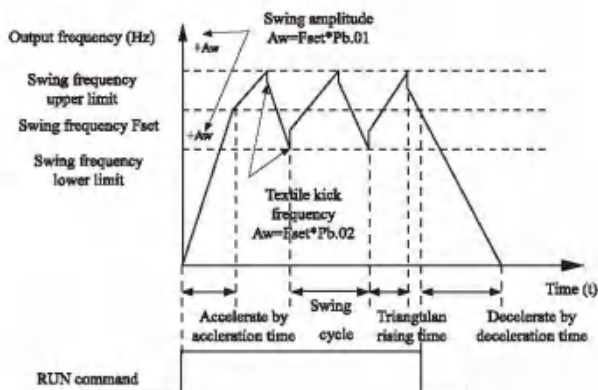 Swing amplitude
Aw=Fset*Pb.01
Output frequency (Hz)
+Aw
Swing frequency
upper limit
Swing frequency Fset
+Aw
Swing frequency
lower limit
Textile kick
frequency
Aw=Fset*Pb.02
Time (t)
Accelerate by
accleration time
Swing
cycle
Triangulan
rising time
Decelerate by
deceleration time
RUN command